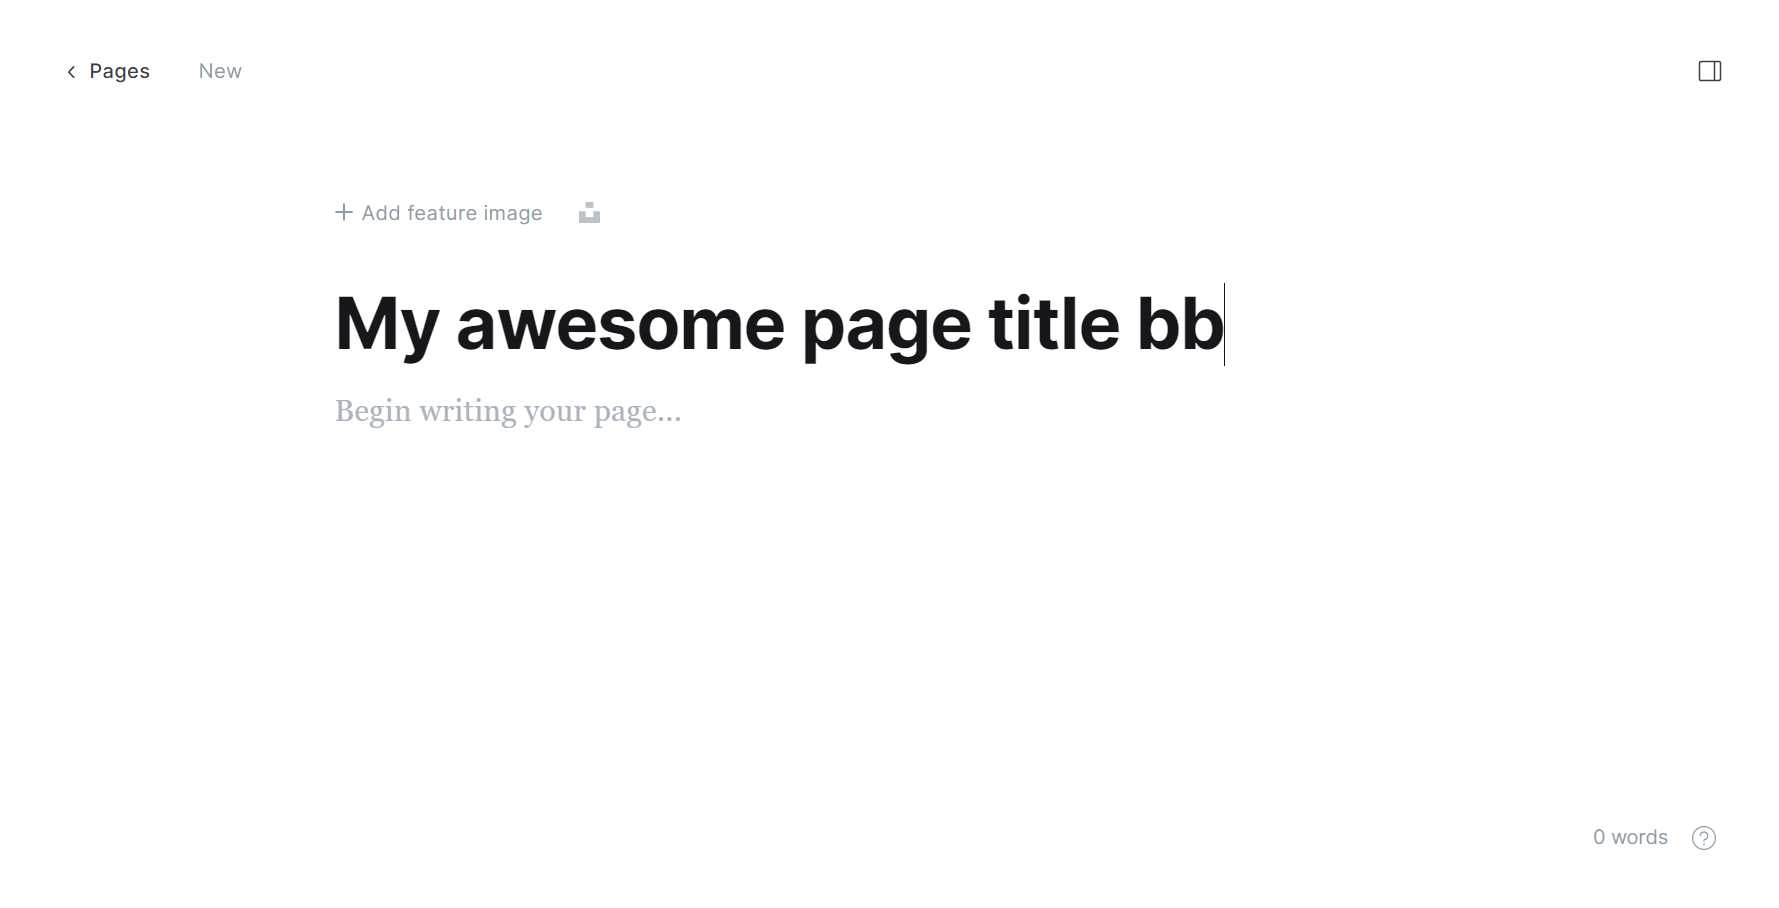 Pages New
Add feature image
My awesome page title bb
Begin writing your page...
0 words ?